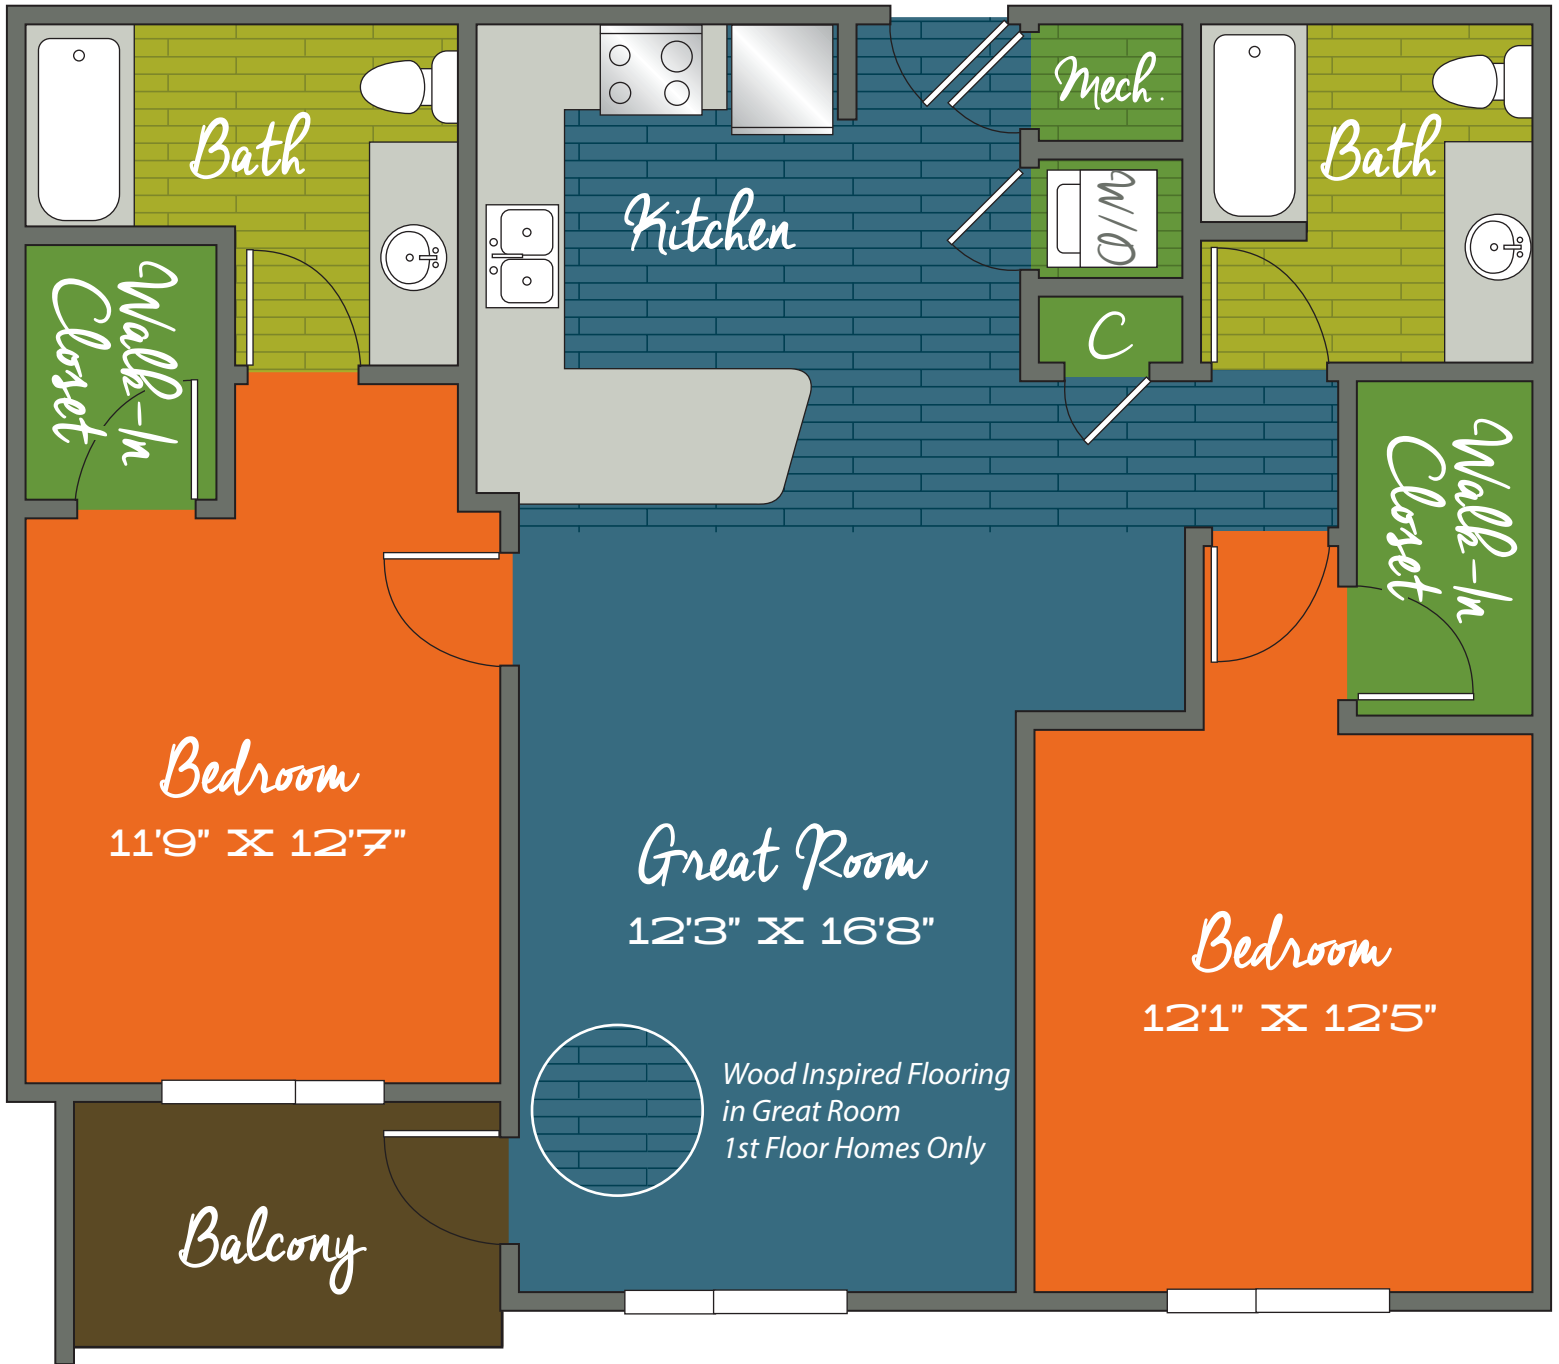 Bath
Kitchen
Mech.
W/D
Bath
Walk-In
Closet
C
Walk-In
Closet
Bedroom
11'9" X 12'7"
Great Room
12'3" X 16'8"
Bedroom
12'1" X 12'5"
Wood Inspired Flooring
in Great Room
1st Floor Homes Only
Balcony